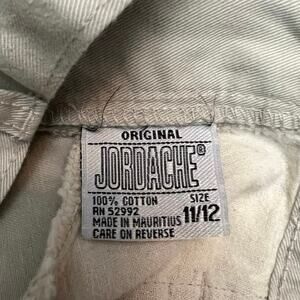 ORIGINAL
JORDACHE®
100% COTTON SIZE
RN 52992 11/12
MADE IN MAURITIUS
CARE ON REVERSE